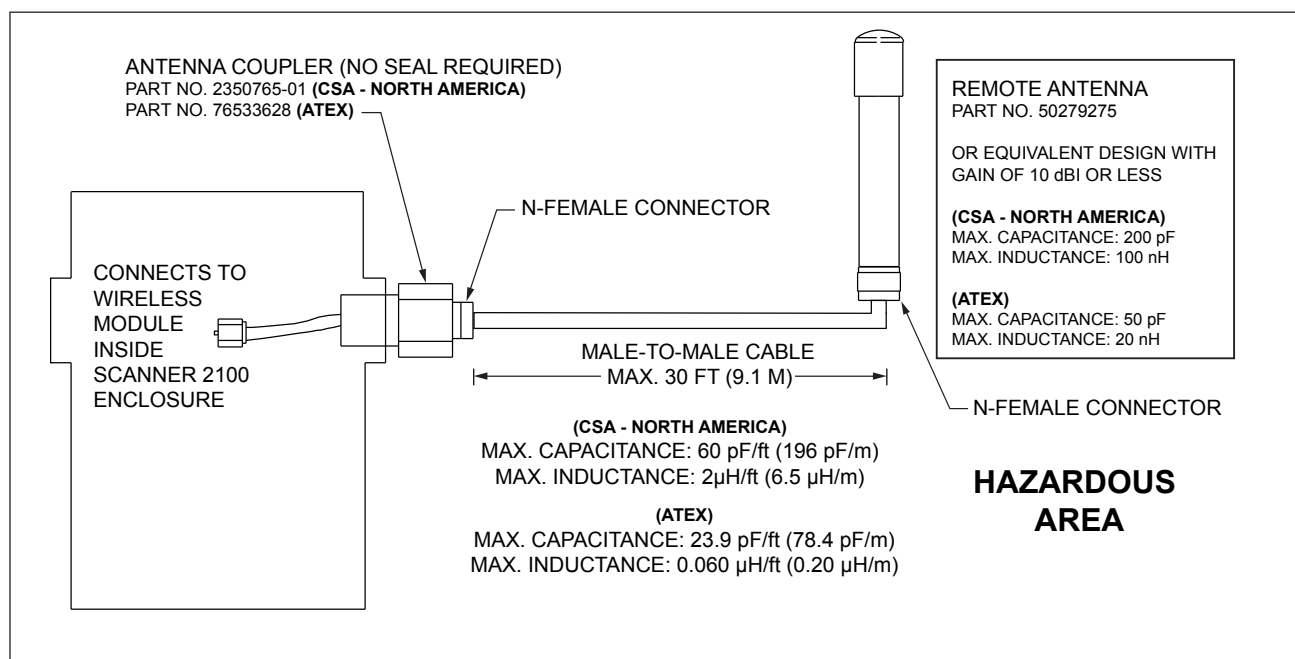 ANTENNA COUPLER (NO SEAL REQUIRED)
PART NO. 2350765-01 (CSA - NORTH AMERICA)
PART NO. 76533628 (ATEX)
N-FEMALE CONNECTOR
CONNECTS TO
WIRELESS
MODULE
INSIDE
SCANNER 2100
ENCLOSURE
MALE-TO-MALE CABLE
MAX. 30 FT (9.1 M)
(CSA - NORTH AMERICA)
MAX. CAPACITANCE: 60 pF/ft (196 pF/m)
MAX. INDUCTANCE: 2µH/ft (6.5 µH/m)
(ATEX)
MAX. CAPACITANCE: 23.9 pF/ft (78.4 pF/m)
MAX. INDUCTANCE: 0.060 µH/ft (0.20 µH/m)
REMOTE ANTENNA
PART NO. 50279275
OR EQUIVALENT DESIGN WITH
GAIN OF 10 dBI OR LESS
(CSA - NORTH AMERICA)
MAX. CAPACITANCE: 200 pF
MAX. INDUCTANCE: 100 nH
(ATEX)
MAX. CAPACITANCE: 50 pF
MAX. INDUCTANCE: 20 nH
N-FEMALE CONNECTOR
HAZARDOUS
AREA